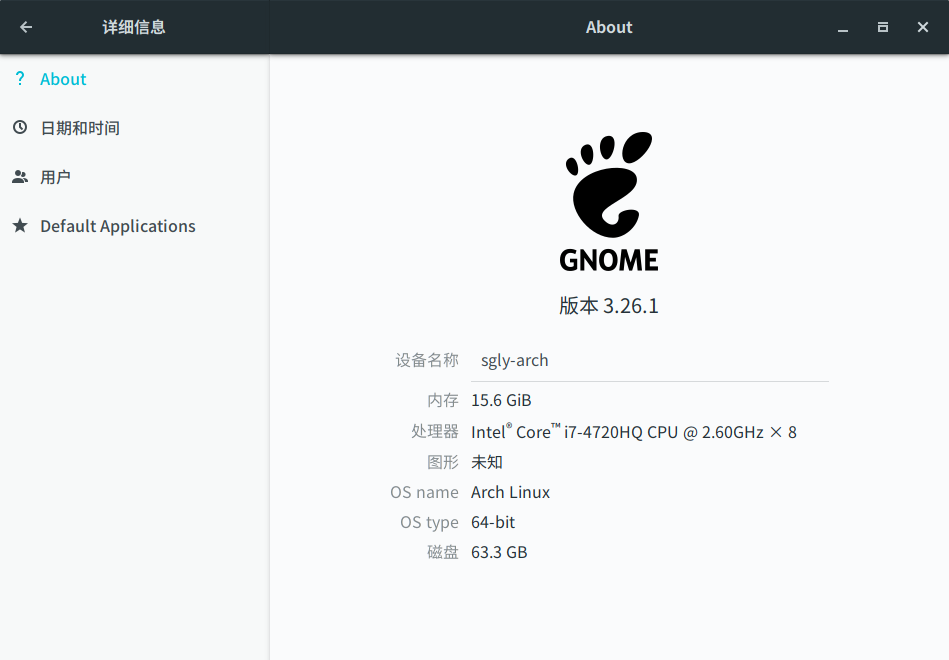 详细信息
About
About
日期和时间
用户
Default Applications
GNOME
版本 3.26.1
设备名称 sgly-arch
内存 15.6 GiB
处理器 Intel® Core™ i7-4720HQ CPU @ 2.60GHz × 8
图形 未知
OS name Arch Linux
OS type 64-bit
磁盘 63.3 GB